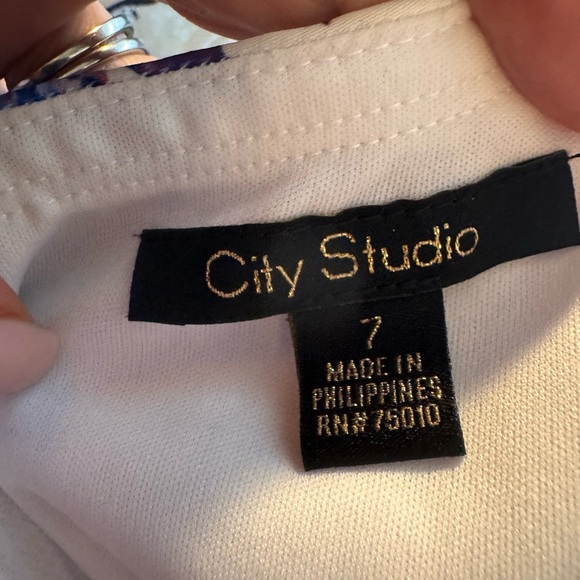 City Studio
7
MADE IN
PHILIPPINES
RN#75010